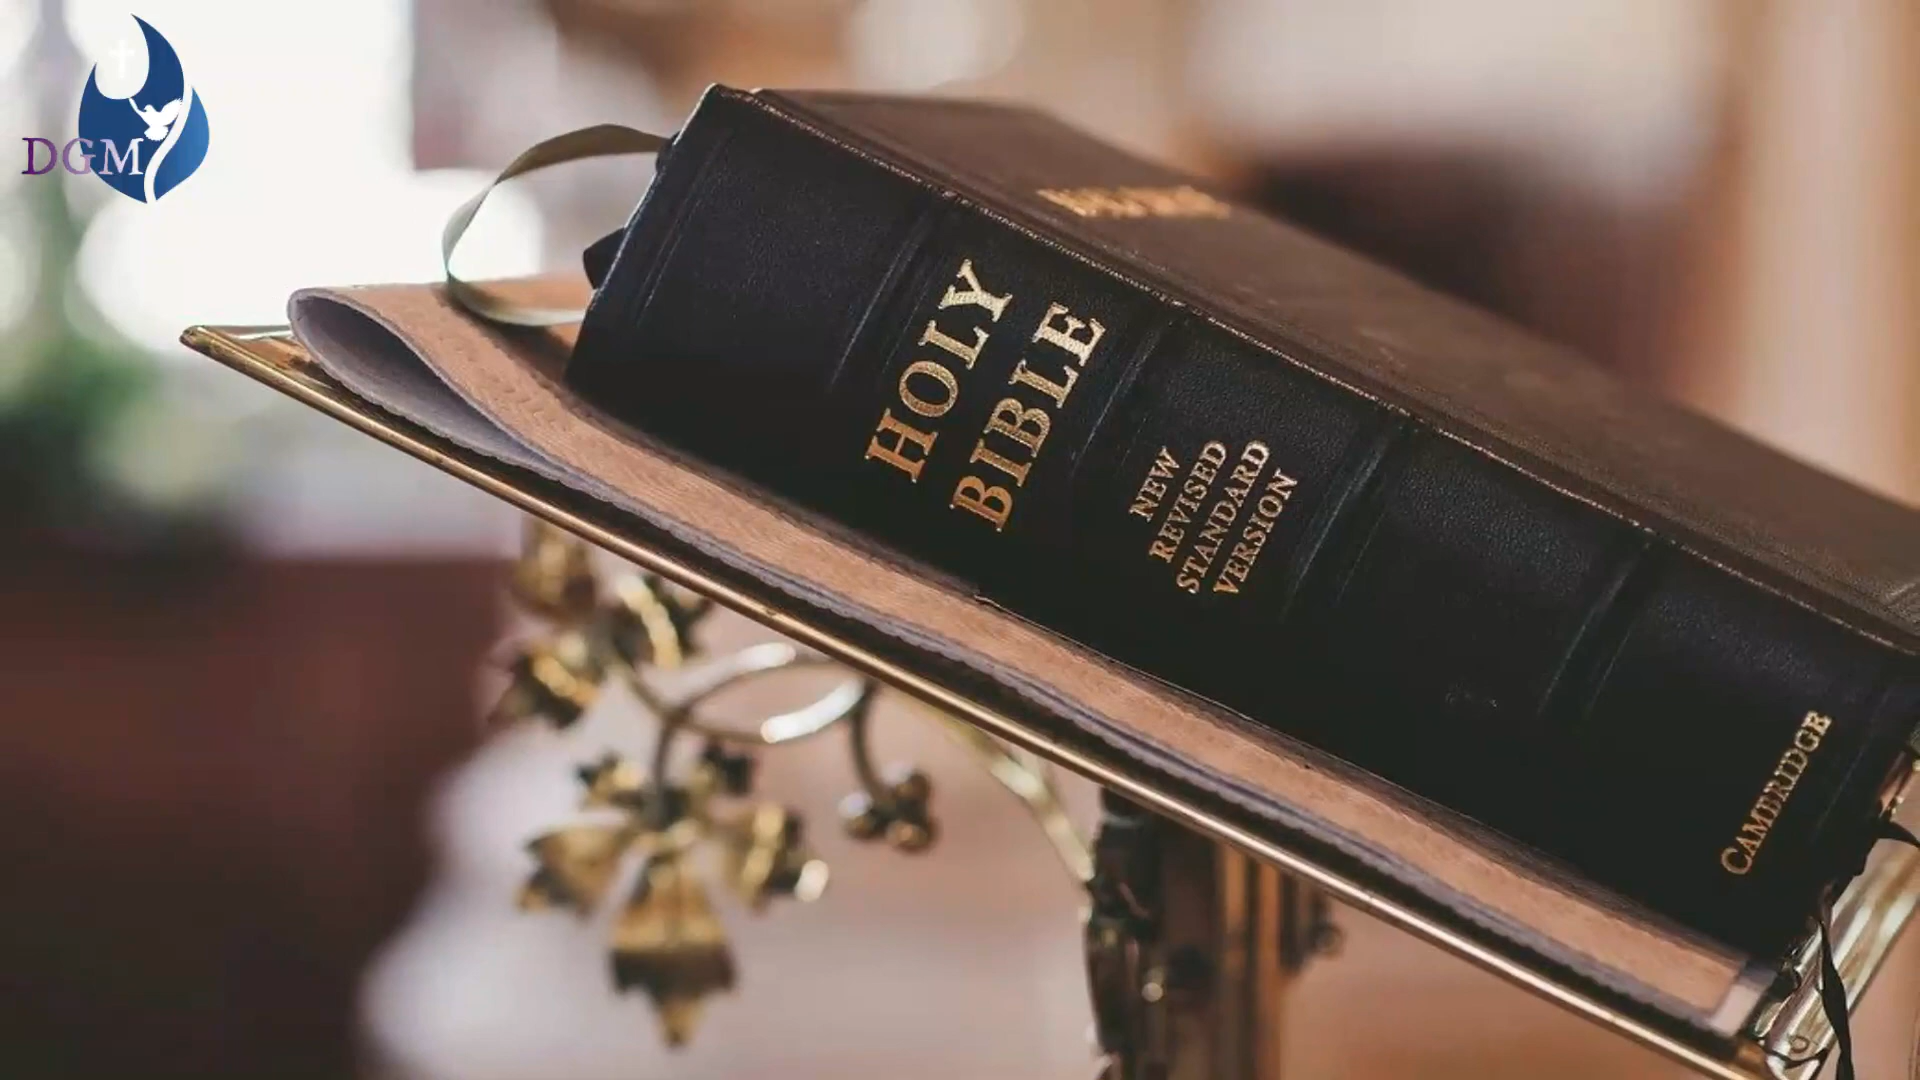 DGM
HOLY
BIBLE
NEW
REVISED
STANDARD
VERSION
CAMBRIDGE